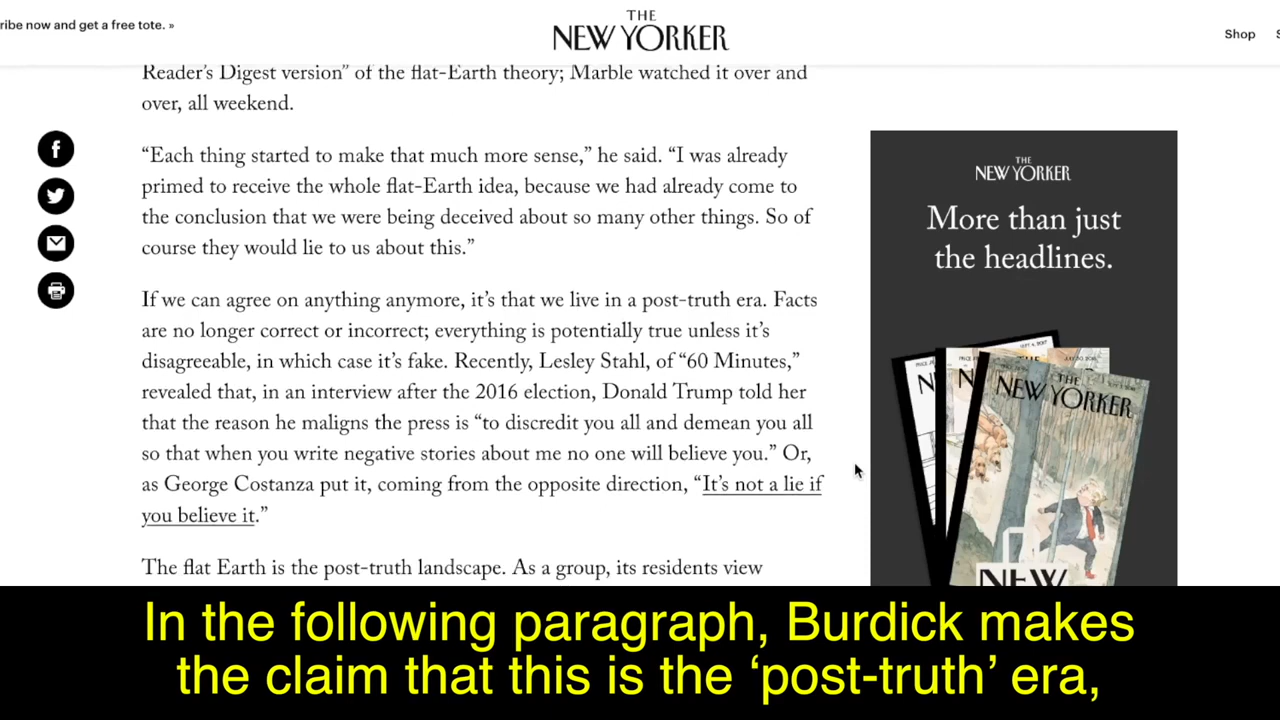 ribe now and get a free tote. »
THE
NEW YORKER
Shop
S
Reader’s Digest version” of the flat-Earth theory; Marble watched it over and
over, all weekend.
“Each thing started to make that much more sense,” he said. “I was already
primed to receive the whole flat-Earth idea, because we had already come to
the conclusion that we were being deceived about so many other things. So of
course they would lie to us about this.”
If we can agree on anything anymore, it’s that we live in a post-truth era. Facts
are no longer correct or incorrect; everything is potentially true unless it’s
disagreeable, in which case it’s fake. Recently, Lesley Stahl, of “60 Minutes,”
revealed that, in an interview after the 2016 election, Donald Trump told her
that the reason he maligns the press is “to discredit you all and demean you all
so that when you write negative stories about me no one will believe you.” Or,
as George Costanza put it, coming from the opposite direction, “It’s not a lie if
you believe it.”
The flat Earth is the post-truth landscape. As a group, its residents view
THE
NEW YORKER
More than just
the headlines.
THE
NEW YORKER
NEW
In the following paragraph, Burdick makes
the claim that this is the ‘post-truth’ era,